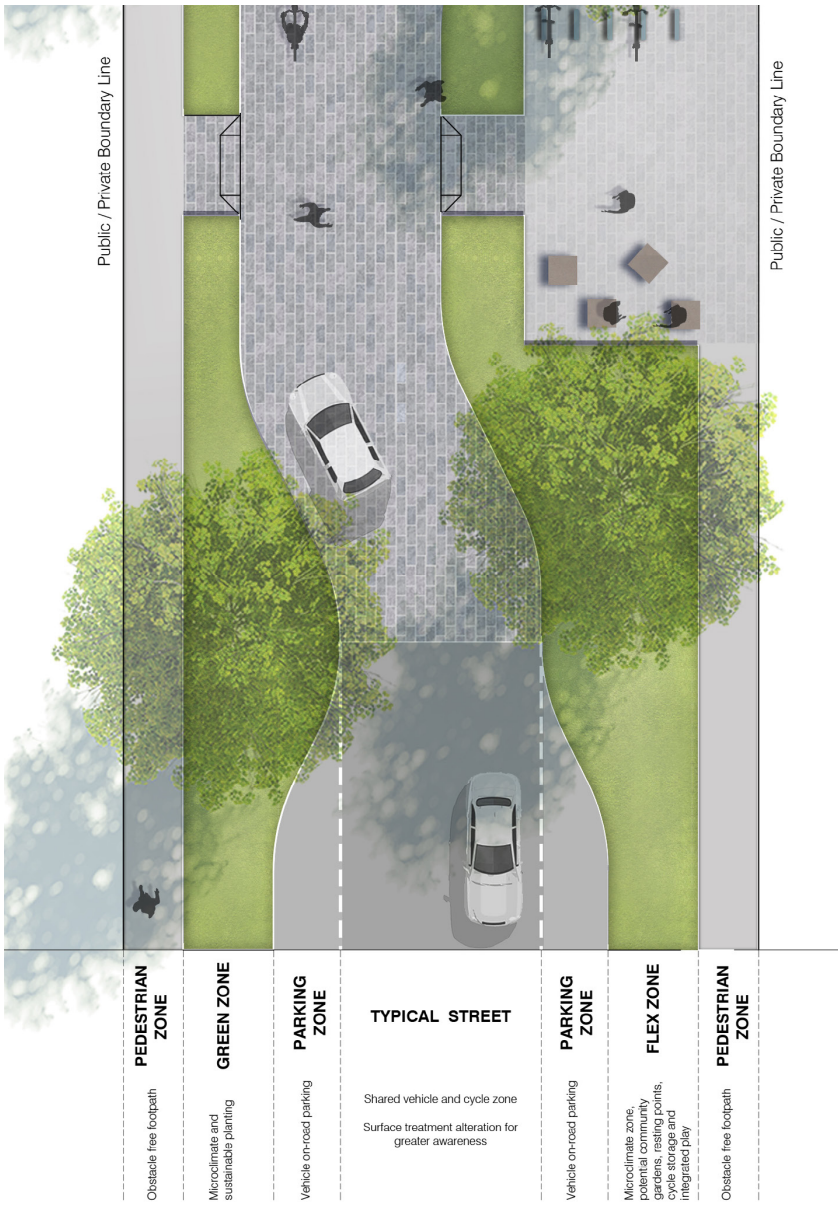 Public / Private Boundary Line
Public / Private Boundary Line
PEDESTRIAN
ZONE
GREEN ZONE
PARKING
ZONE
TYPICAL STREET
PARKING
ZONE
FLEX ZONE
PEDESTRIAN
ZONE
Obstacle free footpath
Microclimate and
sustainable planting
Vehicle on-road parking
Shared vehicle and cycle zone
Surface treatment alteration for
greater awareness
Vehicle on-road parking
Microclimate zone,
potential community
gardens, resting points,
cycle storage and
integrated play
Obstacle free footpath